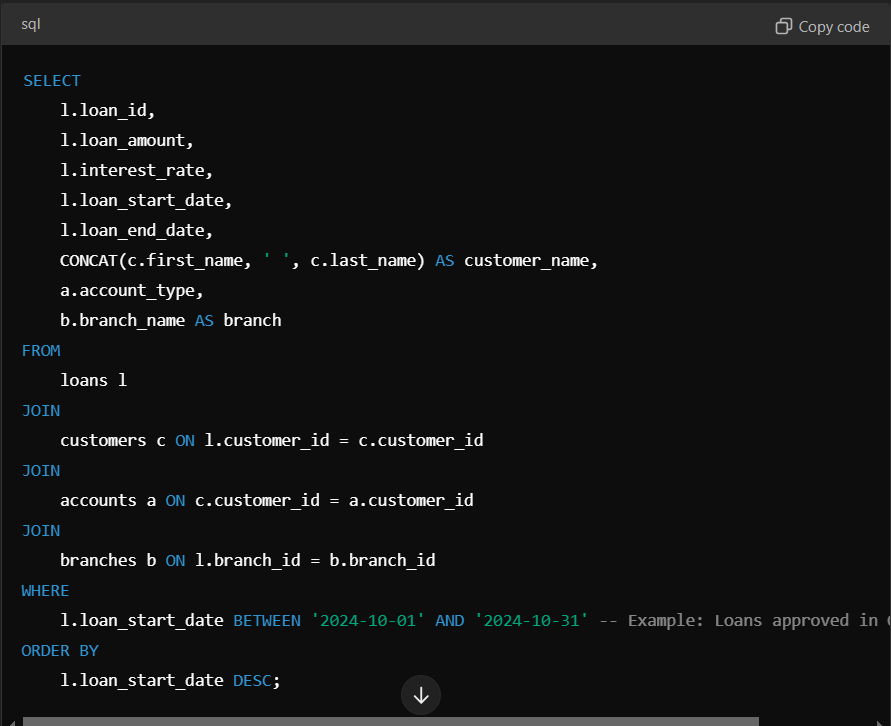 sql
Copy code
SELECT
    l.loan_id,
    l.loan_amount,
    l.interest_rate,
    l.loan_start_date,
    l.loan_end_date,
    CONCAT(c.first_name, ' ', c.last_name) AS customer_name,
    a.account_type,
    b.branch_name AS branch
FROM
    loans l
JOIN
    customers c ON l.customer_id = c.customer_id
JOIN
    accounts a ON c.customer_id = a.customer_id
JOIN
    branches b ON l.branch_id = b.branch_id
WHERE
    l.loan_start_date BETWEEN '2024-10-01' AND '2024-10-31' -- Example: Loans approved in
ORDER BY
    l.loan_start_date DESC;